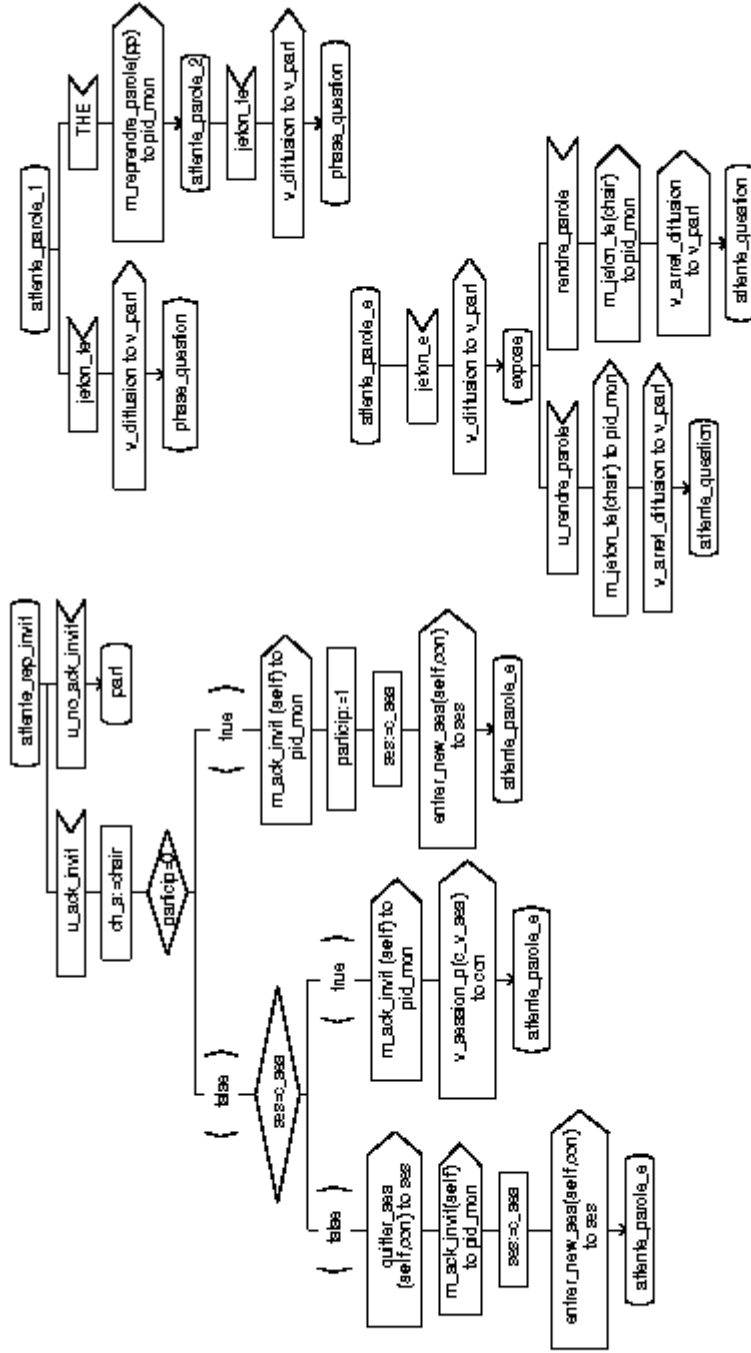 attente_rep_invit
u_ack_invit
u_no_ack_invit
ch_a:=chair
part
particip=0
false
true
ses=c_ses
m_ack_invit (self) to
pid_mon
particip:=1
ses:=c_ses
entrer_new_ses(self,con)
to ses
attente_parole_e
false
true
quitter_ses
(self,con) to ses
m_ack_invit(self)
to pid_mon
ses:=c_ses
entrer_new_ses(self,con)
to ses
attente_parole_e
m_ack_invit (self) to
pid_mon
v_session_p(c_v_ses)
to con
attente_parole_e
attente_parole_1
jeton_te
THE
v_diffusion to v_part
phase_question
m_reprendre_parole(pp)
to pid_mon
attente_parole_2
jeton_te
v_diffusion to v_part
phase_question
attente_parole_e
jeton_e
v_diffusion to v_part
expose
u_rendre_parole
rendre_parole
m_jeton_te(chair) to pid_mon
v_arret_diffusion to v_part
attente_question
m_jeton_te(chair)
to pid_mon
v_arret_diffusion
to v_part
attente_question